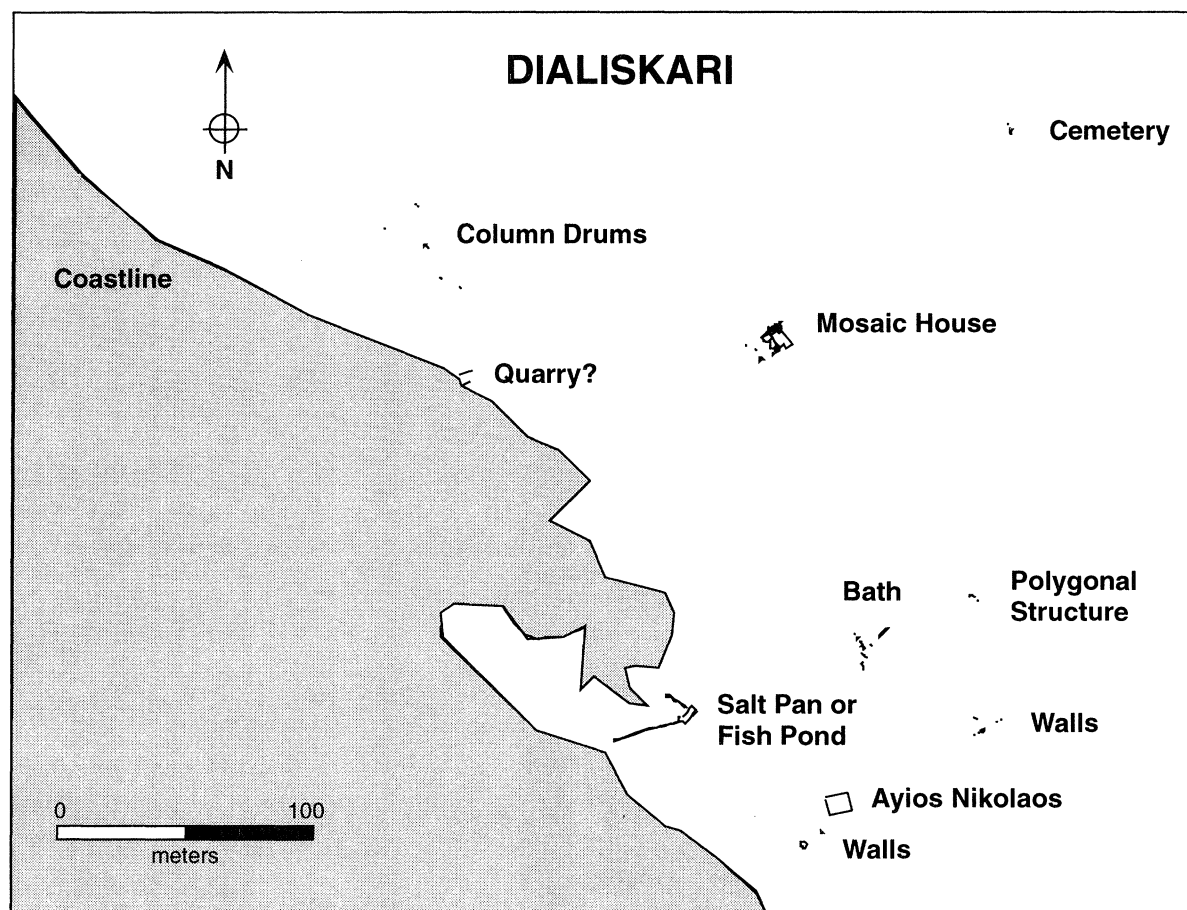 DIALISKARI
N
Cemetery
Column Drums
Coastline
Mosaic House
Quarry?
Bath
Polygonal
Structure
Salt Pan or
Fish Pond
Walls
Ayios Nikolaos
0 100
meters
Walls